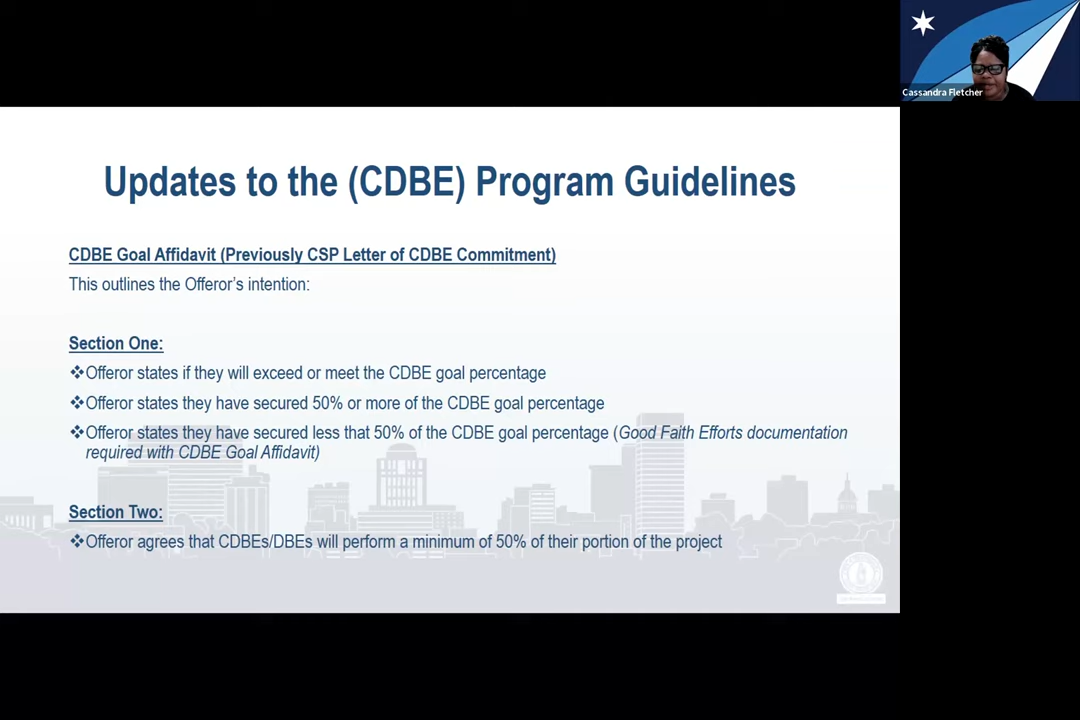 Cassandra Fletcher
Updates to the (CDBE) Program Guidelines
CDBE Goal Affidavit (Previously CSP Letter of CDBE Commitment)
This outlines the Offeror's intention:
Section One:
❖Offeror states if they will exceed or meet the CDBE goal percentage
❖Offeror states they have secured 50% or more of the CDBE goal percentage
❖Offeror states they have secured less that 50% of the CDBE goal percentage (Good Faith Efforts documentation
required with CDBE Goal Affidavit)
Section Two:
❖Offeror agrees that CDBEs/DBEs will perform a minimum of 50% of their portion of the project